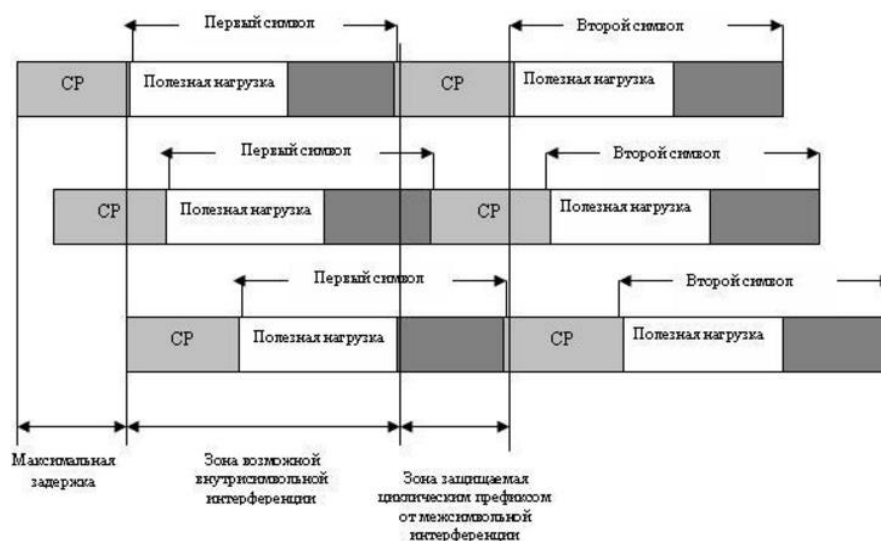 Первый символ
Второй символ
CP
Полезная нагрузка
CP
Полезная нагрузка
Первый символ
Второй символ
CP
Полезная нагрузка
CP
Полезная нагрузка
Первый символ
Второй символ
CP
Полезная нагрузка
CP
Полезная нагрузка
Максимальная
задержка
Зона возможной
внутрисимвольной
интерференции
Зона защищаемая
циклическим префиксом
от межсимвольной
интерференции